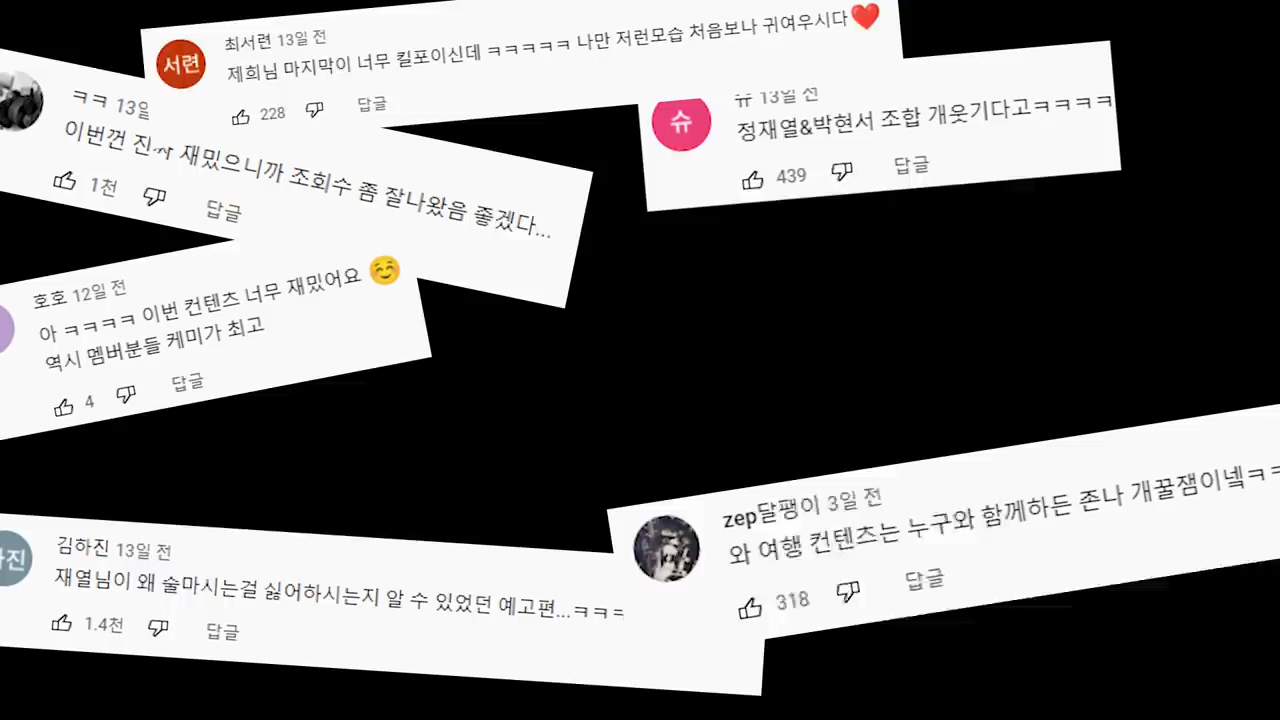 서련
최서련 13일 전
제희님 마지막이 너무 킬포이신데 ㅋㅋㅋㅋㅋ 나만 저런모습 처음보나 귀여우시다❤️
228 답글
ㅋㅋ 13일
이번껀 진짜 재밌으니까 조회수 좀 잘나왔음 좋겠다...
1천 답글
슈
슈 13일 전
정재열&박현서 조합 개웃기다고ㅋㅋㅋㅋ
439 답글
호호 12일 전
아 ㅋㅋㅋㅋ 이번 컨텐츠 너무 재밌어요 ☺️
역시 멤버분들 케미가 최고
4 답글
zep달팽이 3일 전
와 여행 컨텐츠는 누구와 함께하든 존나 개꿀잼이넼ㅋㅋ
318 답글
하진
김하진 13일 전
재열님이 왜 술마시는걸 싫어하시는지 알 수 있었던 예고편...ㅋㅋㅋ
1.4천 답글